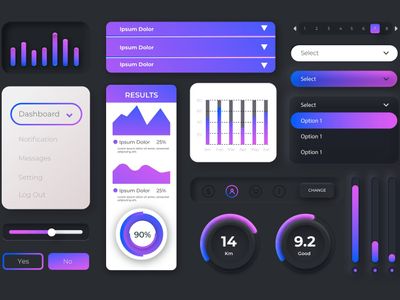 Dashboard
Notification
Messages
Setting
Log Out
Yes
No
Ipsum Dolor
Ipsum Dolor
Ipsum Dolor
RESULTS
Ipsum Dolor 25%
Ipsum Dolor 25%
90%
CHANGE
14
Km
9.2
Good
1 2 3 4 5 6 7 8
Select
Select
Select
Option 1
Option 1
Option 1